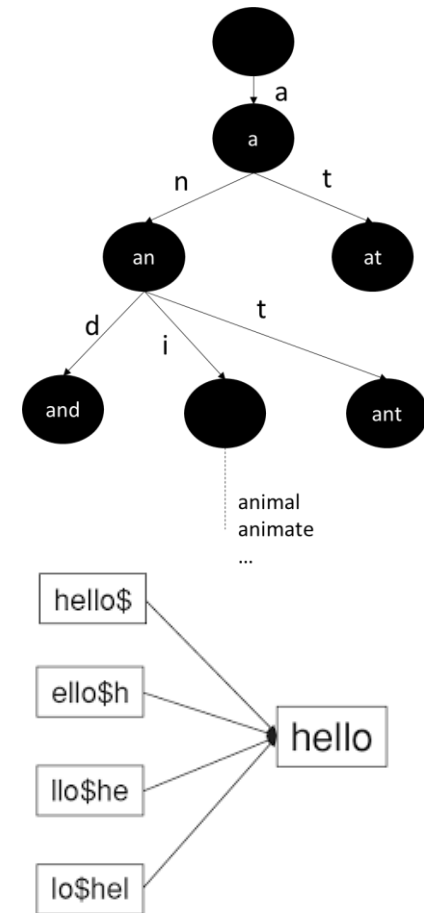 a
a
n t
an at
d i t
and ant
animal
animate
...
hello$
ello$h
hello
llo$he
lo$hel